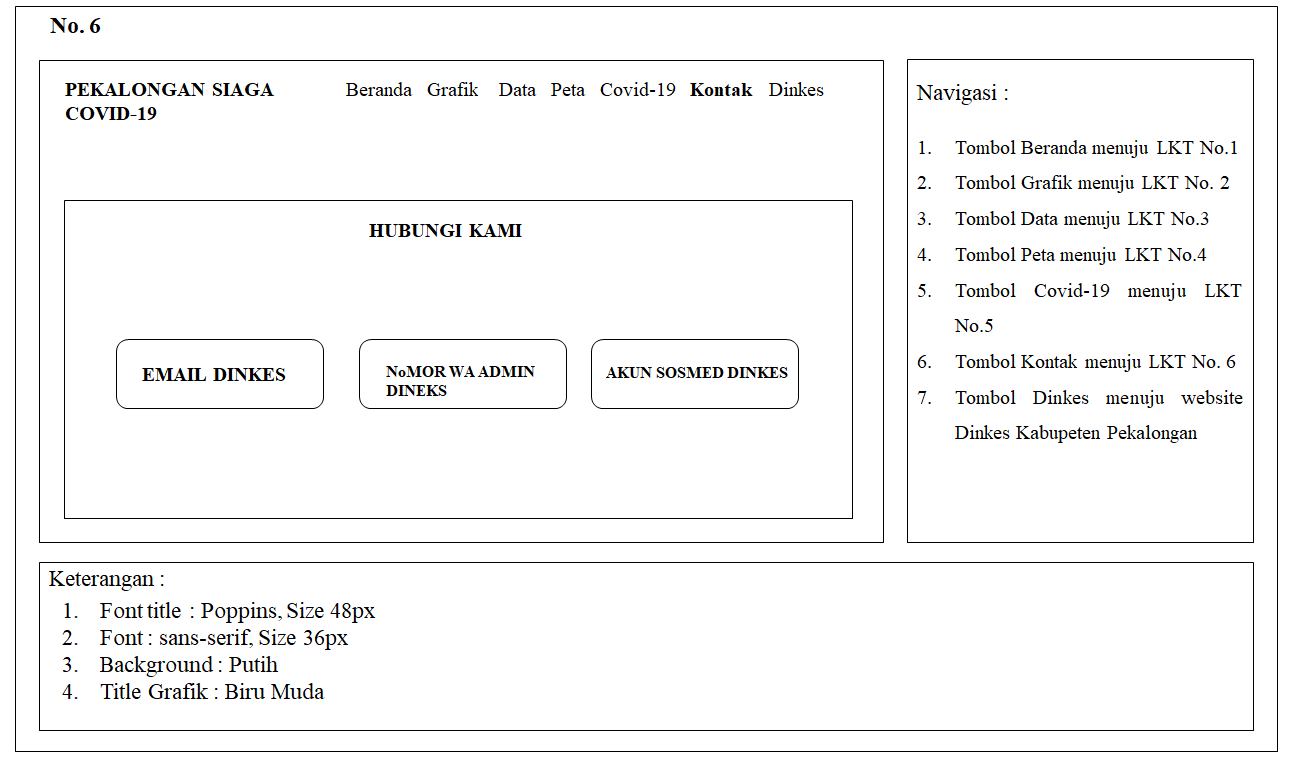 No. 6
PEKALONGAN SIAGA
COVID-19
Beranda Grafik Data Peta Covid-19 Kontak Dinkes
HUBUNGI KAMI
EMAIL DINKES
NoMOR WA ADMIN
DINEKS
AKUN SOSMED DINKES
Navigasi :
1. Tombol Beranda menuju LKT No.1
2. Tombol Grafik menuju LKT No. 2
3. Tombol Data menuju LKT No.3
4. Tombol Peta menuju LKT No.4
5. Tombol Covid-19 menuju LKT
No.5
6. Tombol Kontak menuju LKT No. 6
7. Tombol Dinkes menuju website
Dinkes Kabupeten Pekalongan
Keterangan :
1. Font title : Poppins, Size 48px
2. Font : sans-serif, Size 36px
3. Background : Putih
4. Title Grafik : Biru Muda